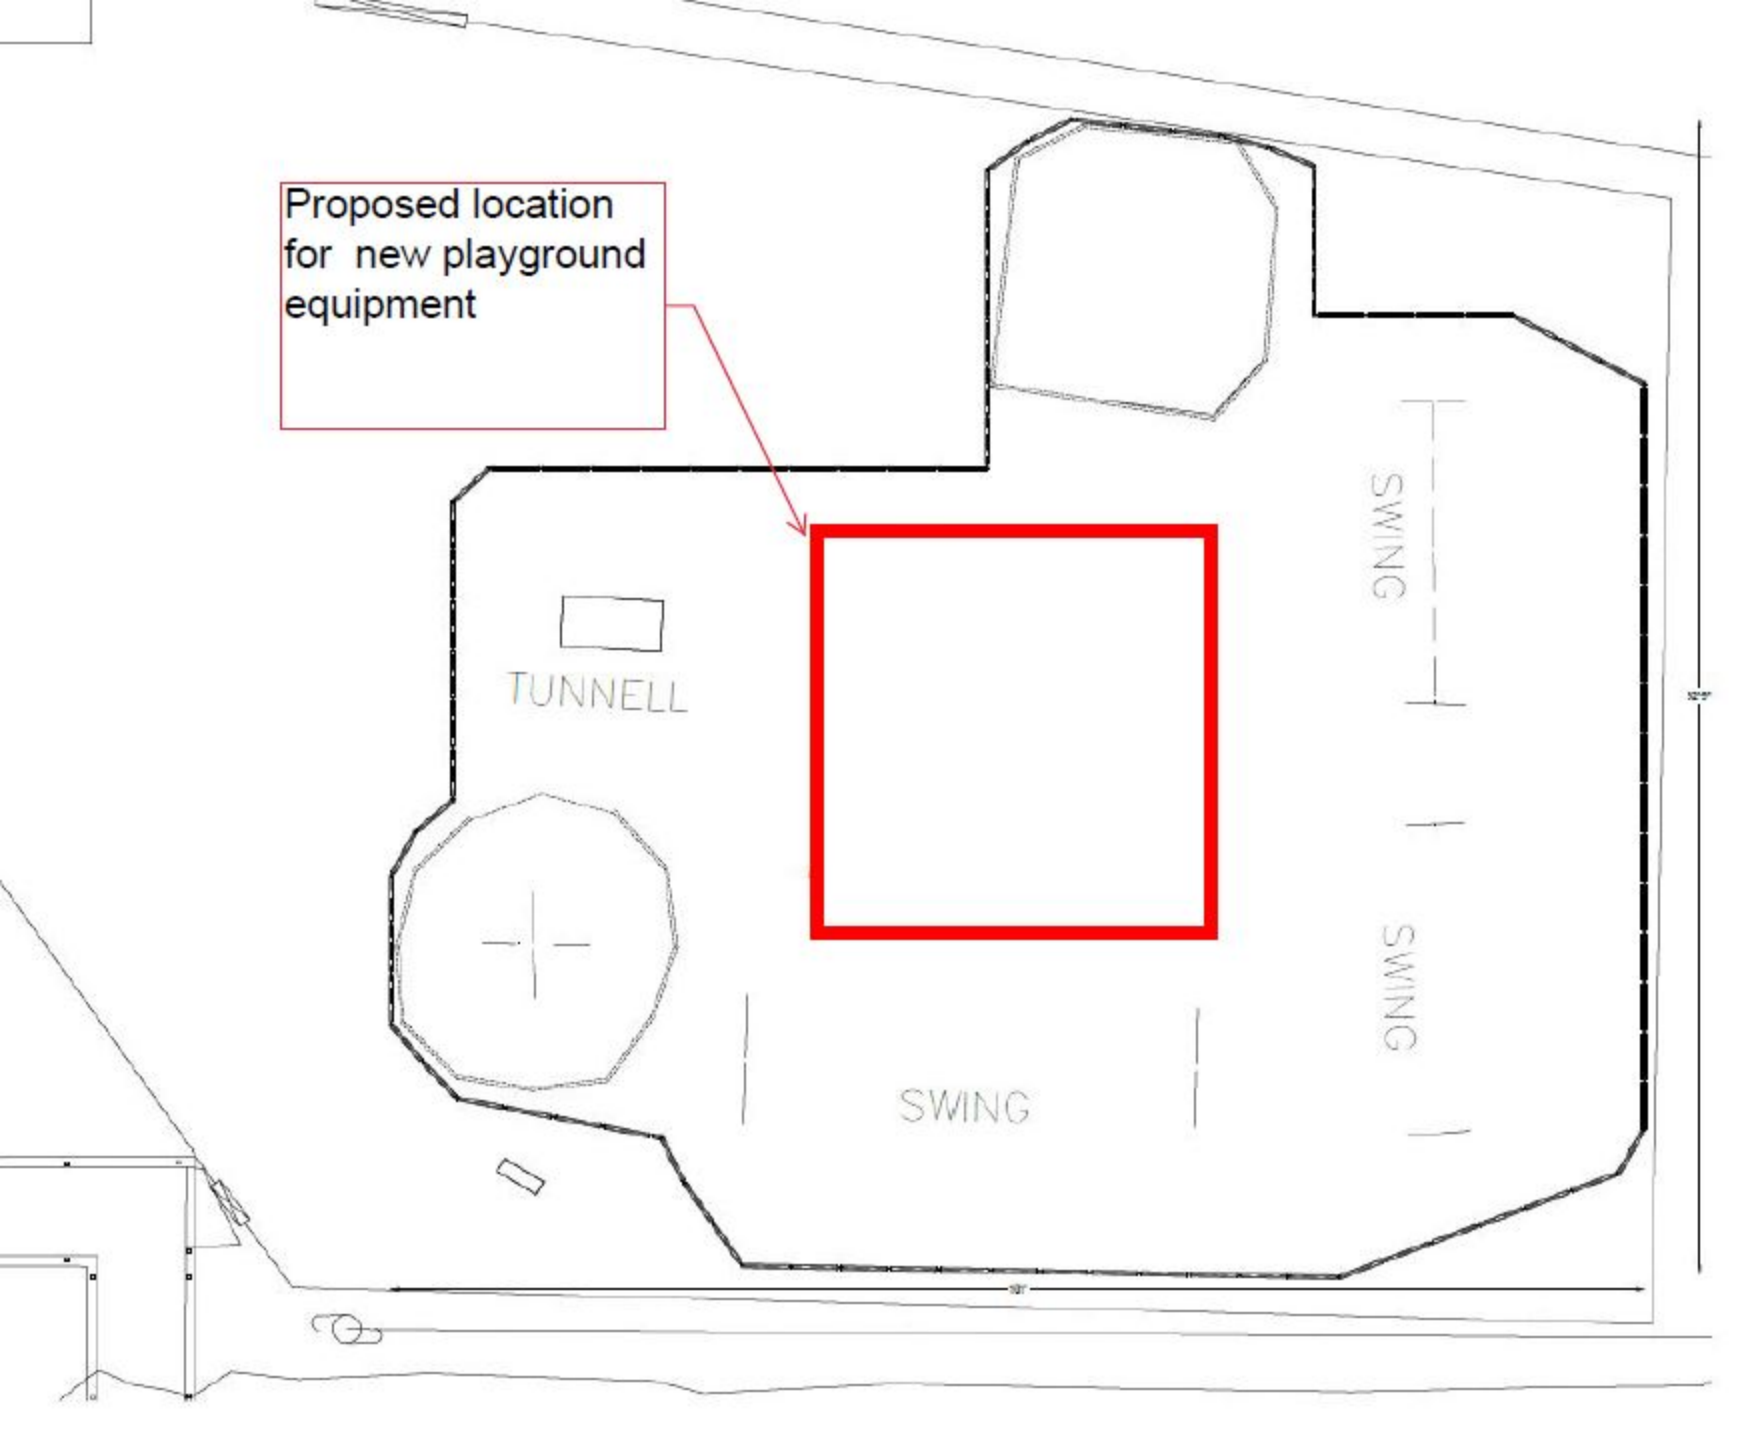 Proposed location
for new playground
equipment
SWING
TUNNELL
SWING
SWING